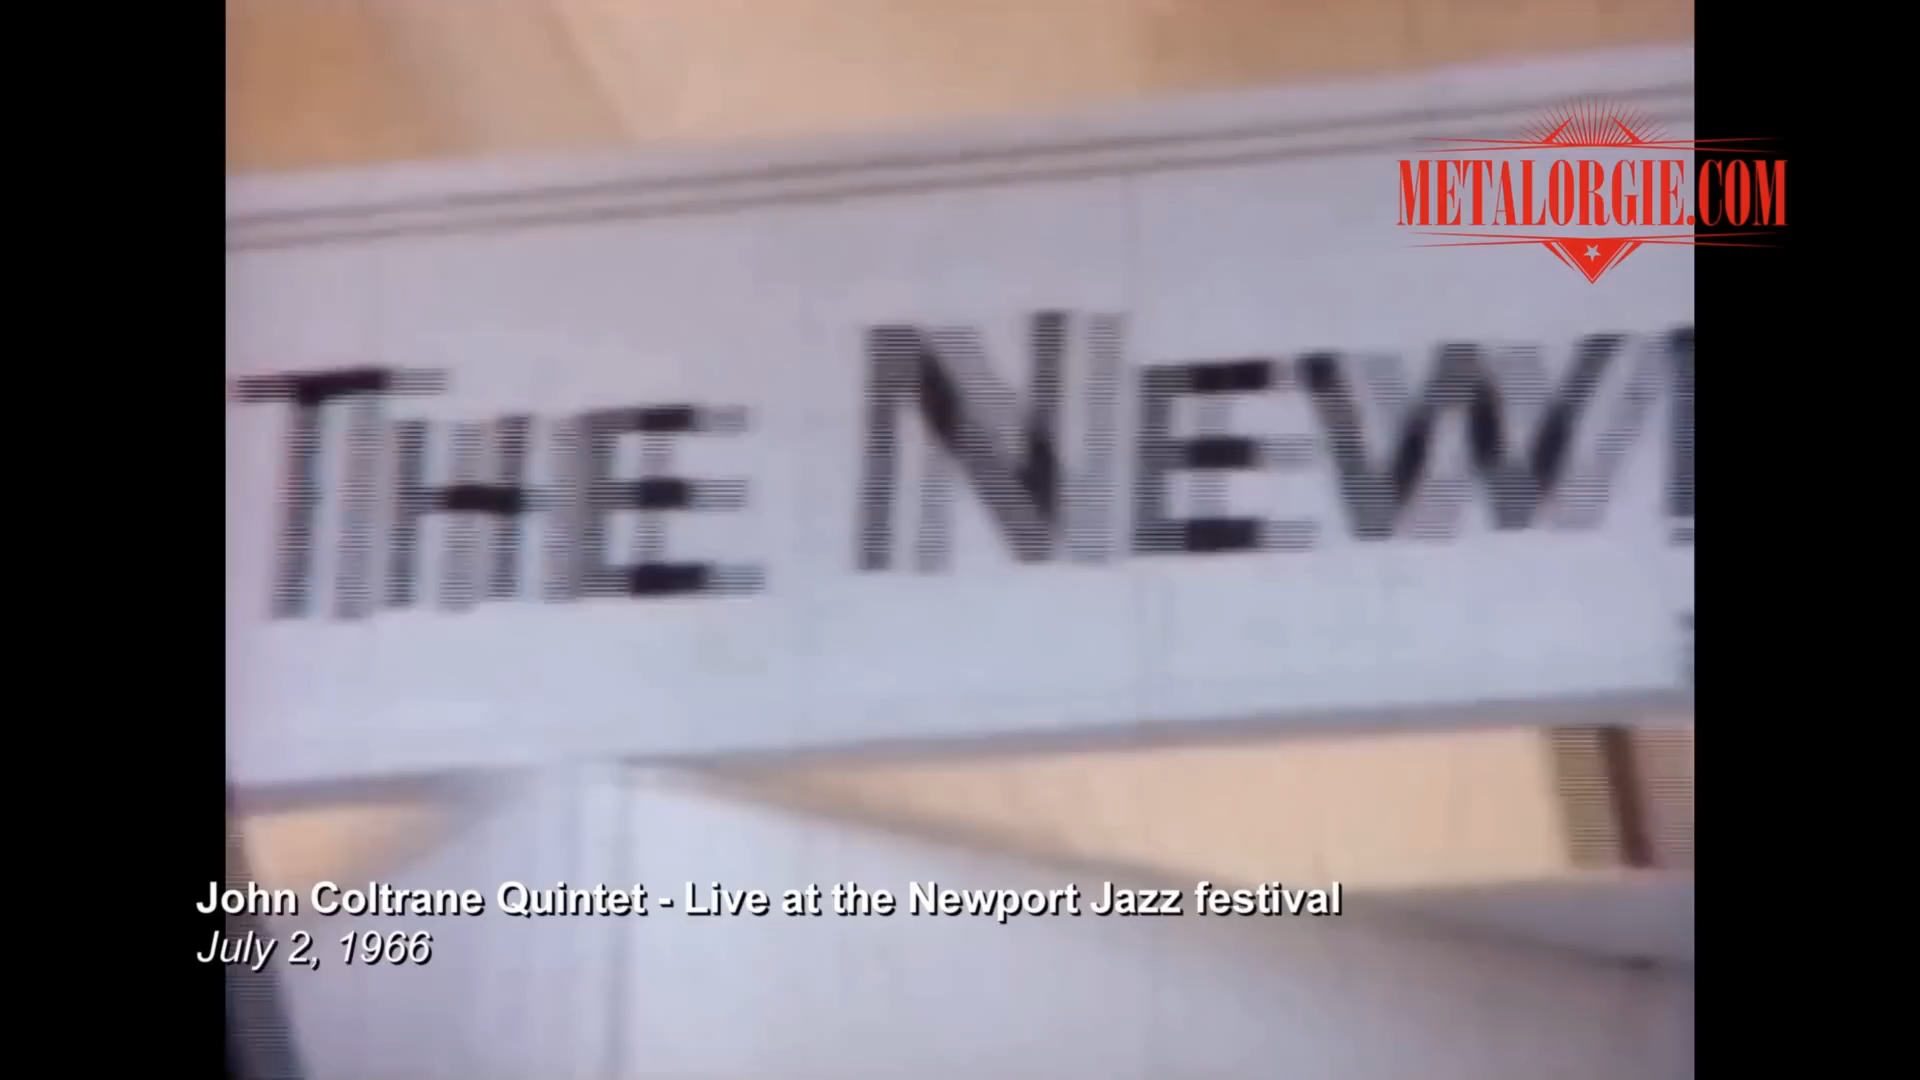 METALORGIE.COM
THE NEW
John Coltrane Quintet - Live at the Newport Jazz festival
July 2, 1966